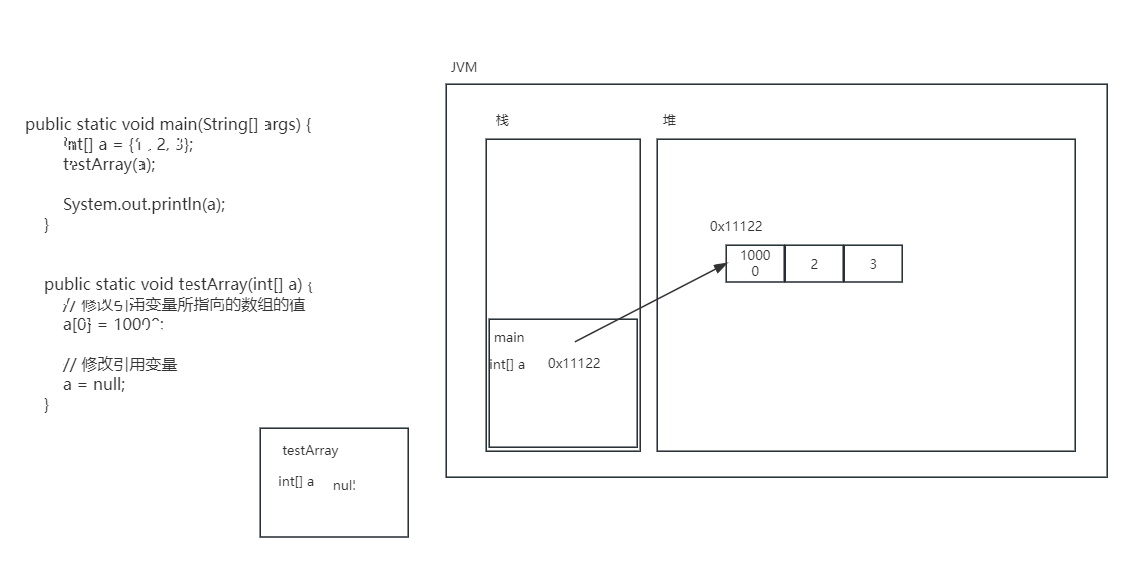 public static void main(String[] args) {
int[] a = {1, 2, 3};
testArray(a);
System.out.println(a);
}
public static void testArray(int[] a) {
// 修改引用变量所指向的数组的值
a[0] = 10000;
// 修改引用变量
a = null;
}
testArray
int[] a null
JVM
栈
堆
0x11122
1000
0
2
3
main
int[] a 0x11122